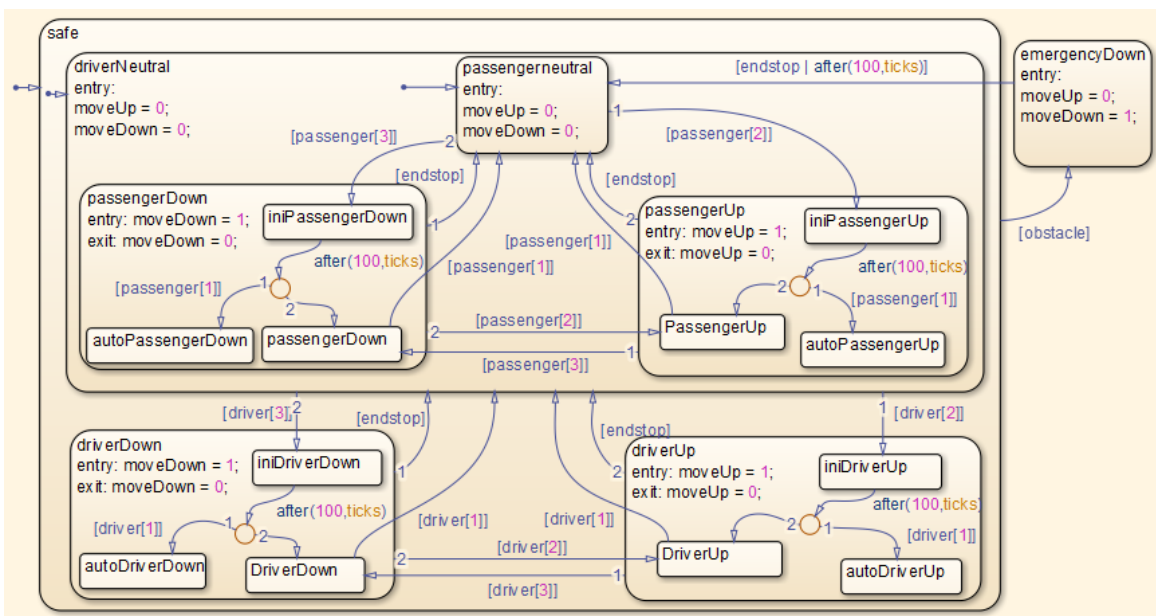 safe
driverNeutral
entry:
moveUp = 0;
moveDown = 0;
passengerneutral
entry:
moveUp = 0;
moveDown = 0;
[endstop | after(100,ticks)]
emergencyDown
entry:
moveUp = 0;
moveDown = 1;
1
[passenger[2]]
[passenger[3]]
2
[endstop]
[endstop]
[obstacle]
passengerDown
entry: moveDown = 1;
exit: moveDown = 0;
iniPassengerDown
1
after(100,ticks)
[passenger[1]]
1
2
autoPassengerDown
passengerDown
[passenger[1]]
[passenger[1]]
passengerUp
entry: moveUp = 1;
exit: moveUp = 0;
2
iniPassengerUp
after(100,ticks)
2
1
[passenger[1]]
PassengerUp
autoPassengerUp
2
[passenger[2]]
1
[passenger[3]]
[driver[3]]
2
[endstop]
[endstop]
1
[driver[2]]
driverDown
entry: moveDown = 1;
exit: moveDown = 0;
iniDriverDown
1
after(100,ticks)
[driver[1]]
1
2
autoDriverDown
DriverDown
[driver[1]]
[driver[1]]
driverUp
entry: moveUp = 1;
exit: moveUp = 0;
2
iniDriverUp
after(100,ticks)
2
1
[driver[1]]
DriverUp
autoDriverUp
2
[driver[2]]
1
[driver[3]]